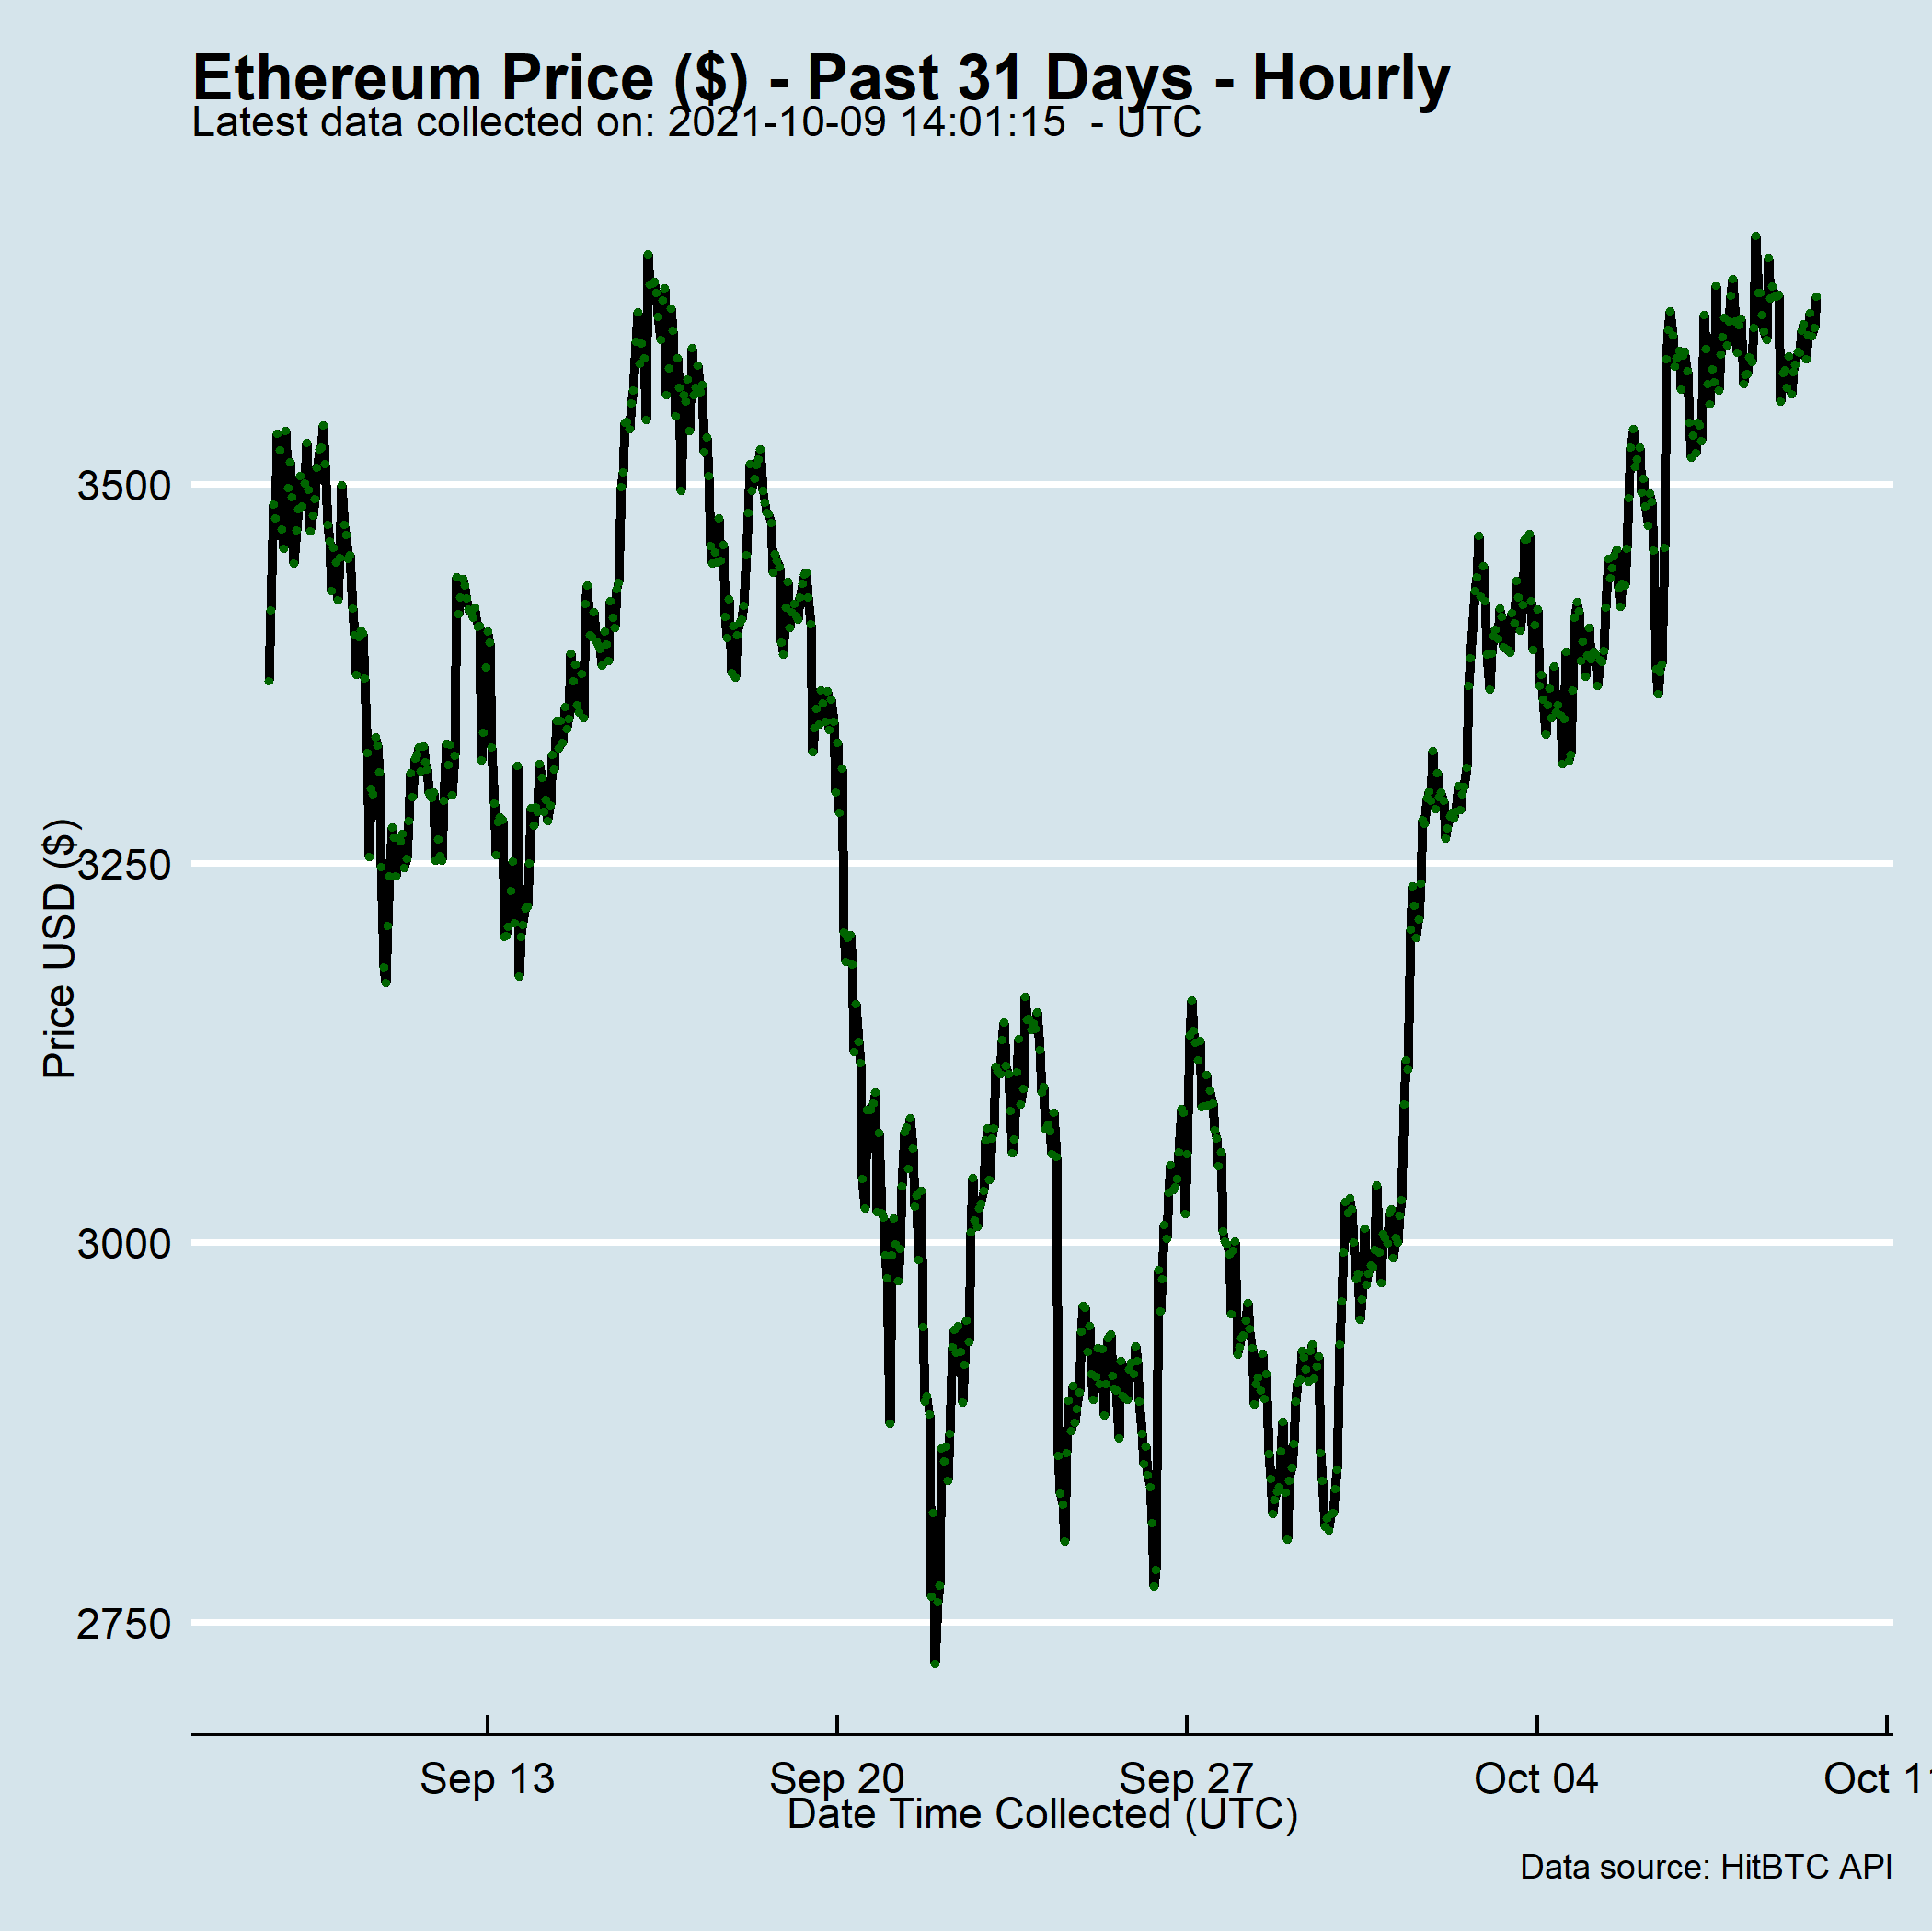 Ethereum Price ($) - Past 31 Days - Hourly
Latest data collected on: 2021-10-09 14:01:15  - UTC
3500
3250
3000
2750
Price USD ($)
Sep 13
Sep 20
Sep 27
Oct 04
Oct 11
Date Time Collected (UTC)
Data source: HitBTC API